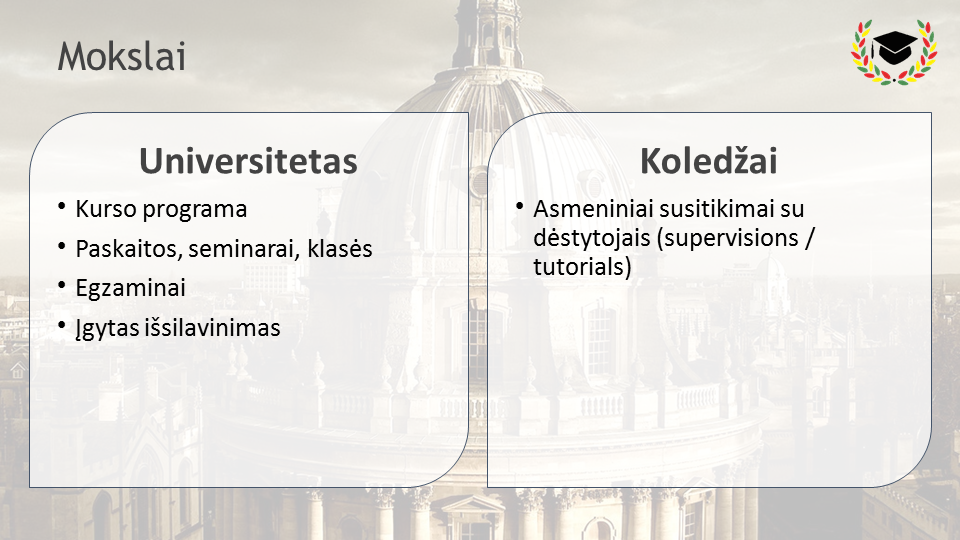 Mokslai
Universitetas
• Kurso programa
• Paskaitos, seminarai, klasės
• Egzaminai
• Įgytas išsilavinimas
Koledžai
• Asmeniniai susitikimai su
dėstytojais (supervisions /
tutorials)